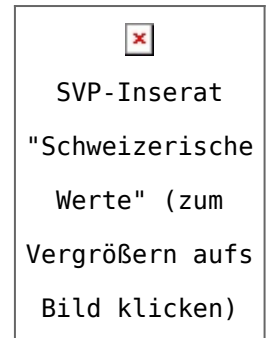 SVP-Inserat
"Schweizerische
Werte" (zum
Vergrößern aufs
Bild klicken)